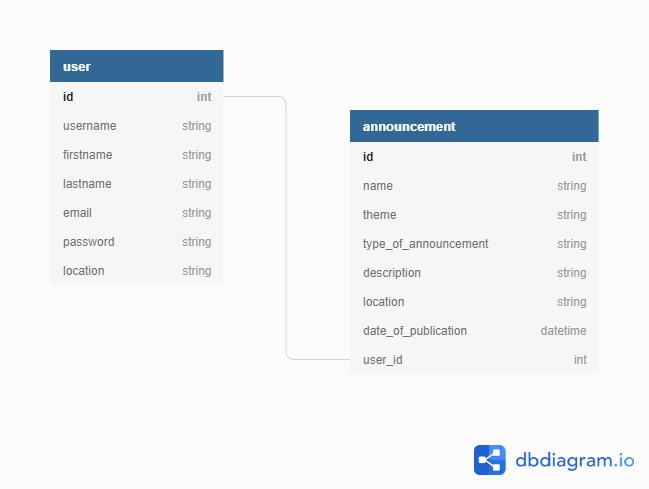 user
id int
username string
firstname string
lastname string
email string
password string
location string
announcement
id int
name string
theme string
type_of_announcement string
description string
location string
date_of_publication datetime
user_id int
dbdiagram.io